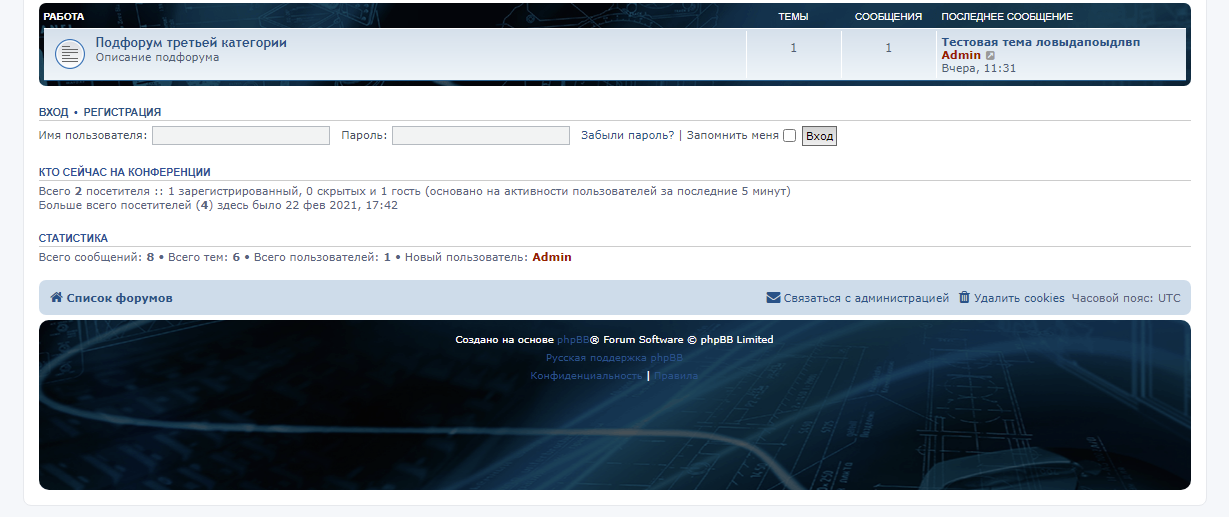 РАБОТА ТЕМЫ СООБЩЕНИЯ ПОСЛЕДНЕЕ СООБЩЕНИЕ
Подфорум третьей категории
Описание подфорума
1 1
Тестовая тема ловыдапоыдлвп
Admin
Вчера, 11:31
ВХОД • РЕГИСТРАЦИЯ
Имя пользователя: Пароль: Забыли пароль? | Запомнить меня Вход
КТО СЕЙЧАС НА КОНФЕРЕНЦИИ
Всего 2 посетителя :: 1 зарегистрированный, 0 скрытых и 1 гость (основано на активности пользователей за последние 5 минут)
Больше всего посетителей (4) здесь было 22 фев 2021, 17:42
СТАТИСТИКА
Всего сообщений: 8 • Всего тем: 6 • Всего пользователей: 1 • Новый пользователь: Admin
Список форумов Связаться с администрацией Удалить cookies Часовой пояс: UTC
Создано на основе phpBB® Forum Software © phpBB Limited
Русская поддержка phpBB
Конфиденциальность | Правила